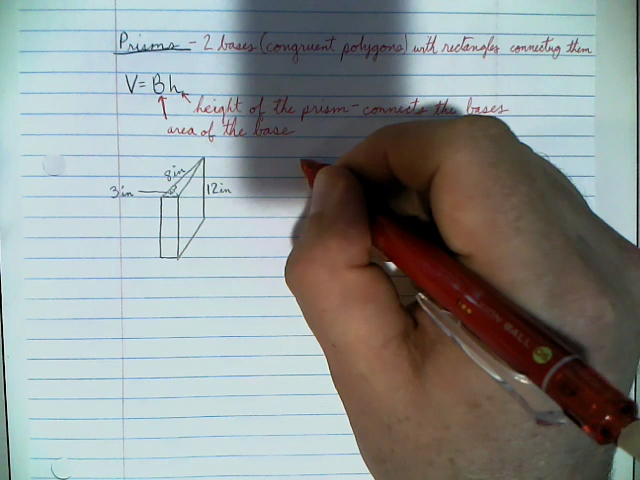 Prisms - 2 bases (congruent polygons) with rectangles connecting them
V = Bh
height of the prism - connects the bases
area of the base
8in
3in
12in
BALL